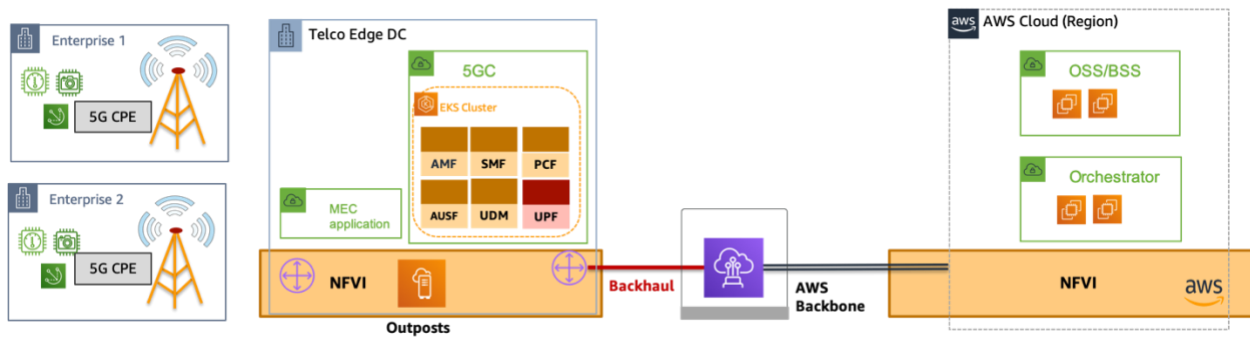 Enterprise 1
5G CPE
Enterprise 2
5G CPE
Telco Edge DC
5GC
EKS Cluster
AMF
SMF
PCF
AUSF
UDM
UPF
MEC
application
NFVI
Outposts
Backhaul
AWS
Backbone
aws
AWS Cloud (Region)
OSS/BSS
Orchestrator
NFVI
aws